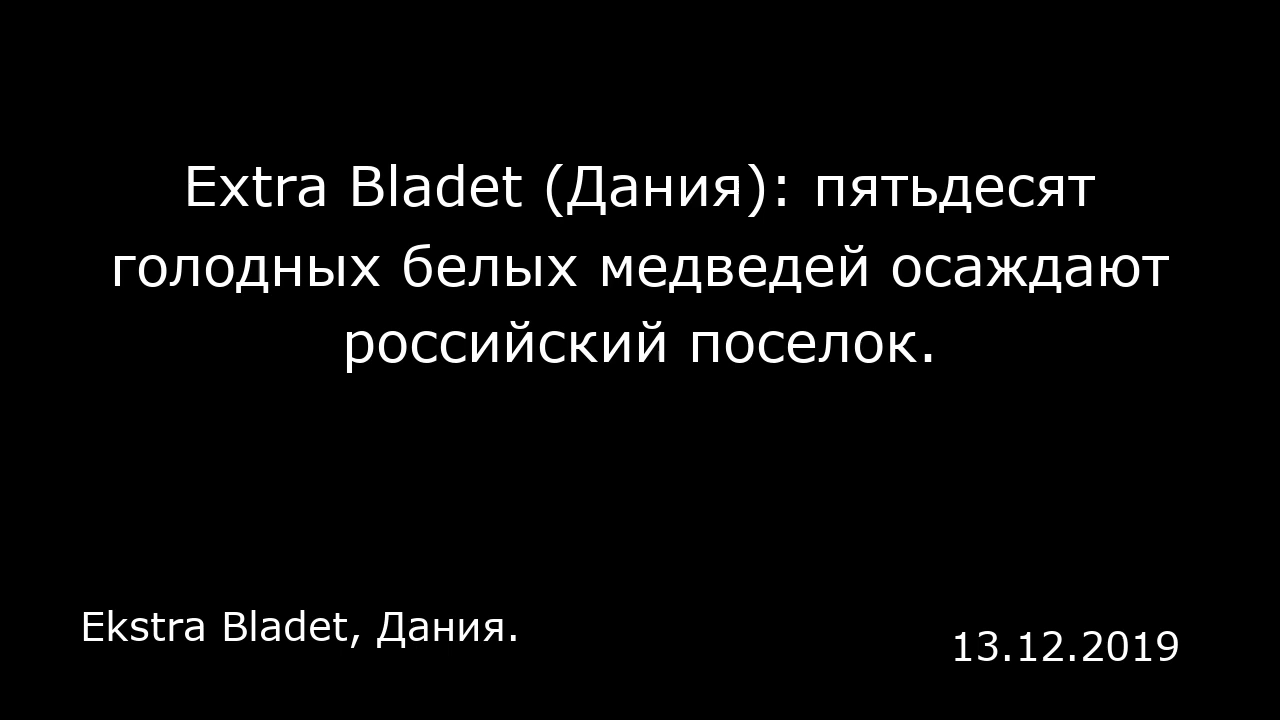 Extra Bladet (Дания): пятьдесят
голодных белых медведей осаждают
российский поселок.
Ekstra Bladet, Дания.
13.12.2019